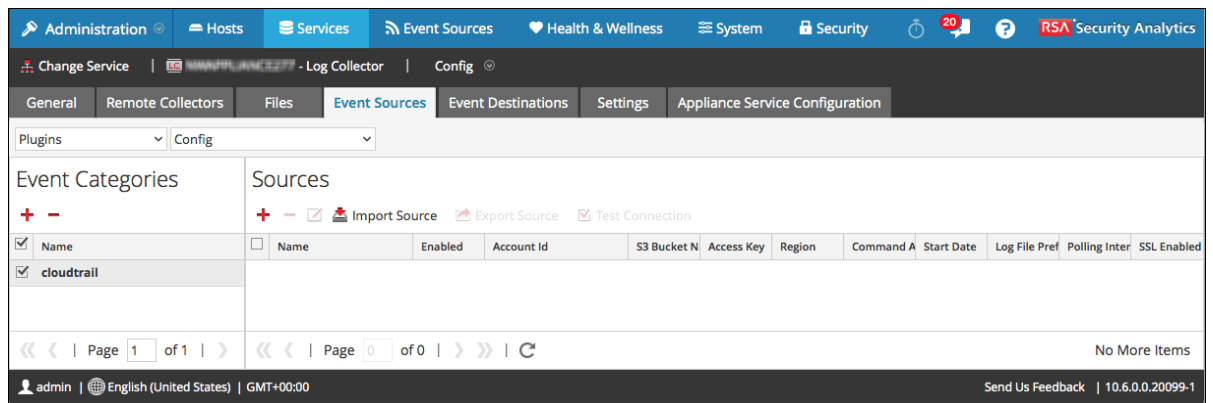 Administration Hosts Services Event Sources Health & Wellness System Security 20 ? RSA Security Analytics
Change Service | LC - Log Collector | Config
General Remote Collectors Files Event Sources Event Destinations Settings Appliance Service Configuration
Plugins Config
Event Categories Sources
Import Source Export Source Test Connection
Name Name Enabled Account Id S3 Bucket N Access Key Region Command A Start Date Log File Pref Polling Inter SSL Enabled
cloudtrail
| Page 1 of 1 | | Page 0 of 0 | | No More Items
admin | English (United States) | GMT+00:00 Send Us Feedback | 10.6.0.0.20099-1